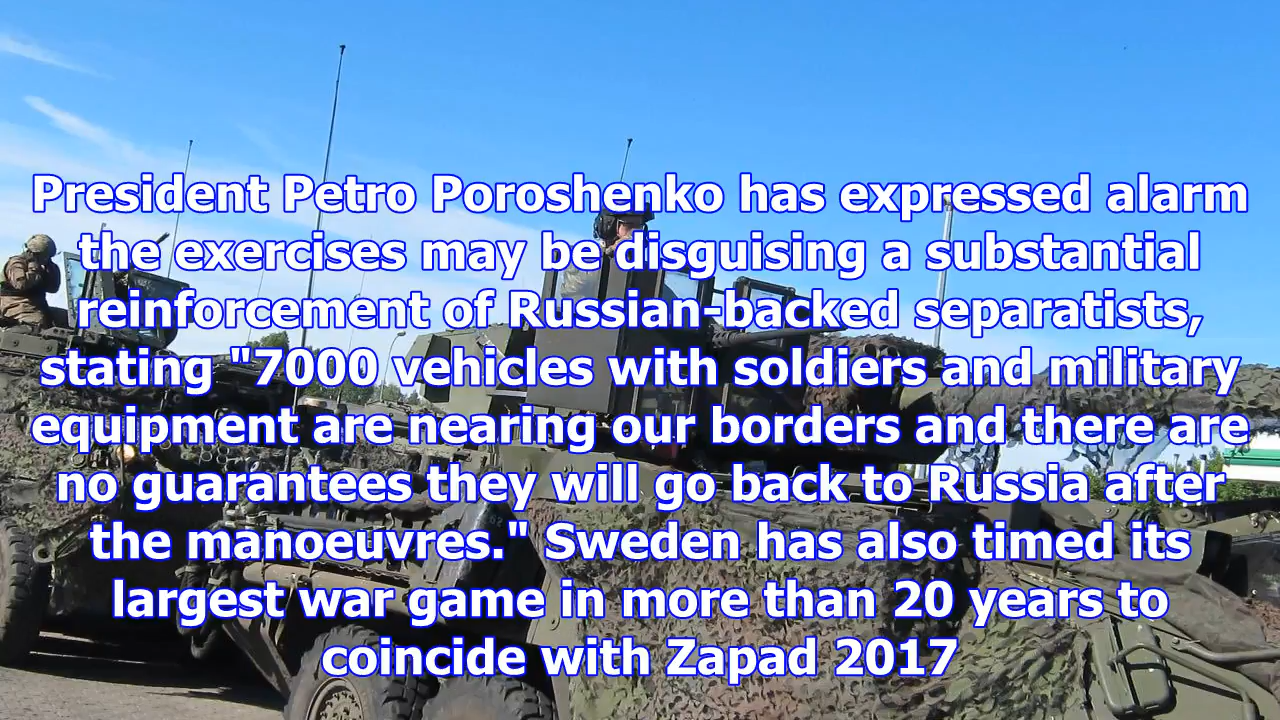 President Petro Poroshenko has expressed alarm
the exercises may be disguising a substantial
reinforcement of Russian-backed separatists,
stating "7000 vehicles with soldiers and military
equipment are nearing our borders and there are
no guarantees they will go back to Russia after
the manoeuvres." Sweden has also timed its
largest war game in more than 20 years to
coincide with Zapad 2017